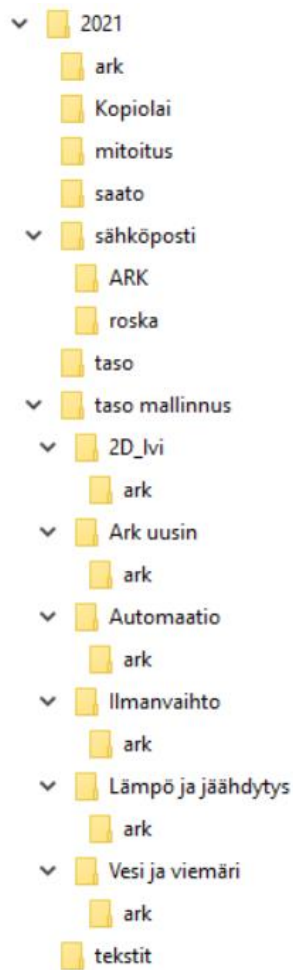 2021
ark
Kopiolai
mitoitus
saato
sähköposti
ARK
roska
taso
taso mallinnus
2D_lvi
ark
Ark uusin
ark
Automaatio
ark
Ilmanvaihto
ark
Lämpö ja jäähdytys
ark
Vesi ja viemäri
ark
tekstit